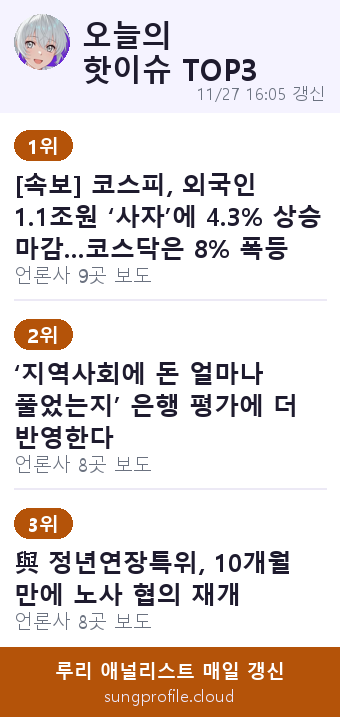 오늘의
핫이슈 TOP3
11/27 16:05 갱신
1위
[속보] 코스피, 외국인
1.1조원 ‘사자’에 4.3% 상승
마감…코스닥은 8% 폭등
언론사 9곳 보도
2위
‘지역사회에 돈 얼마나
풀었는지’ 은행 평가에 더
반영한다
언론사 8곳 보도
3위
與 정년연장특위, 10개월
만에 노사 협의 재개
언론사 8곳 보도
루리 애널리스트 매일 갱신
sungprofile.cloud